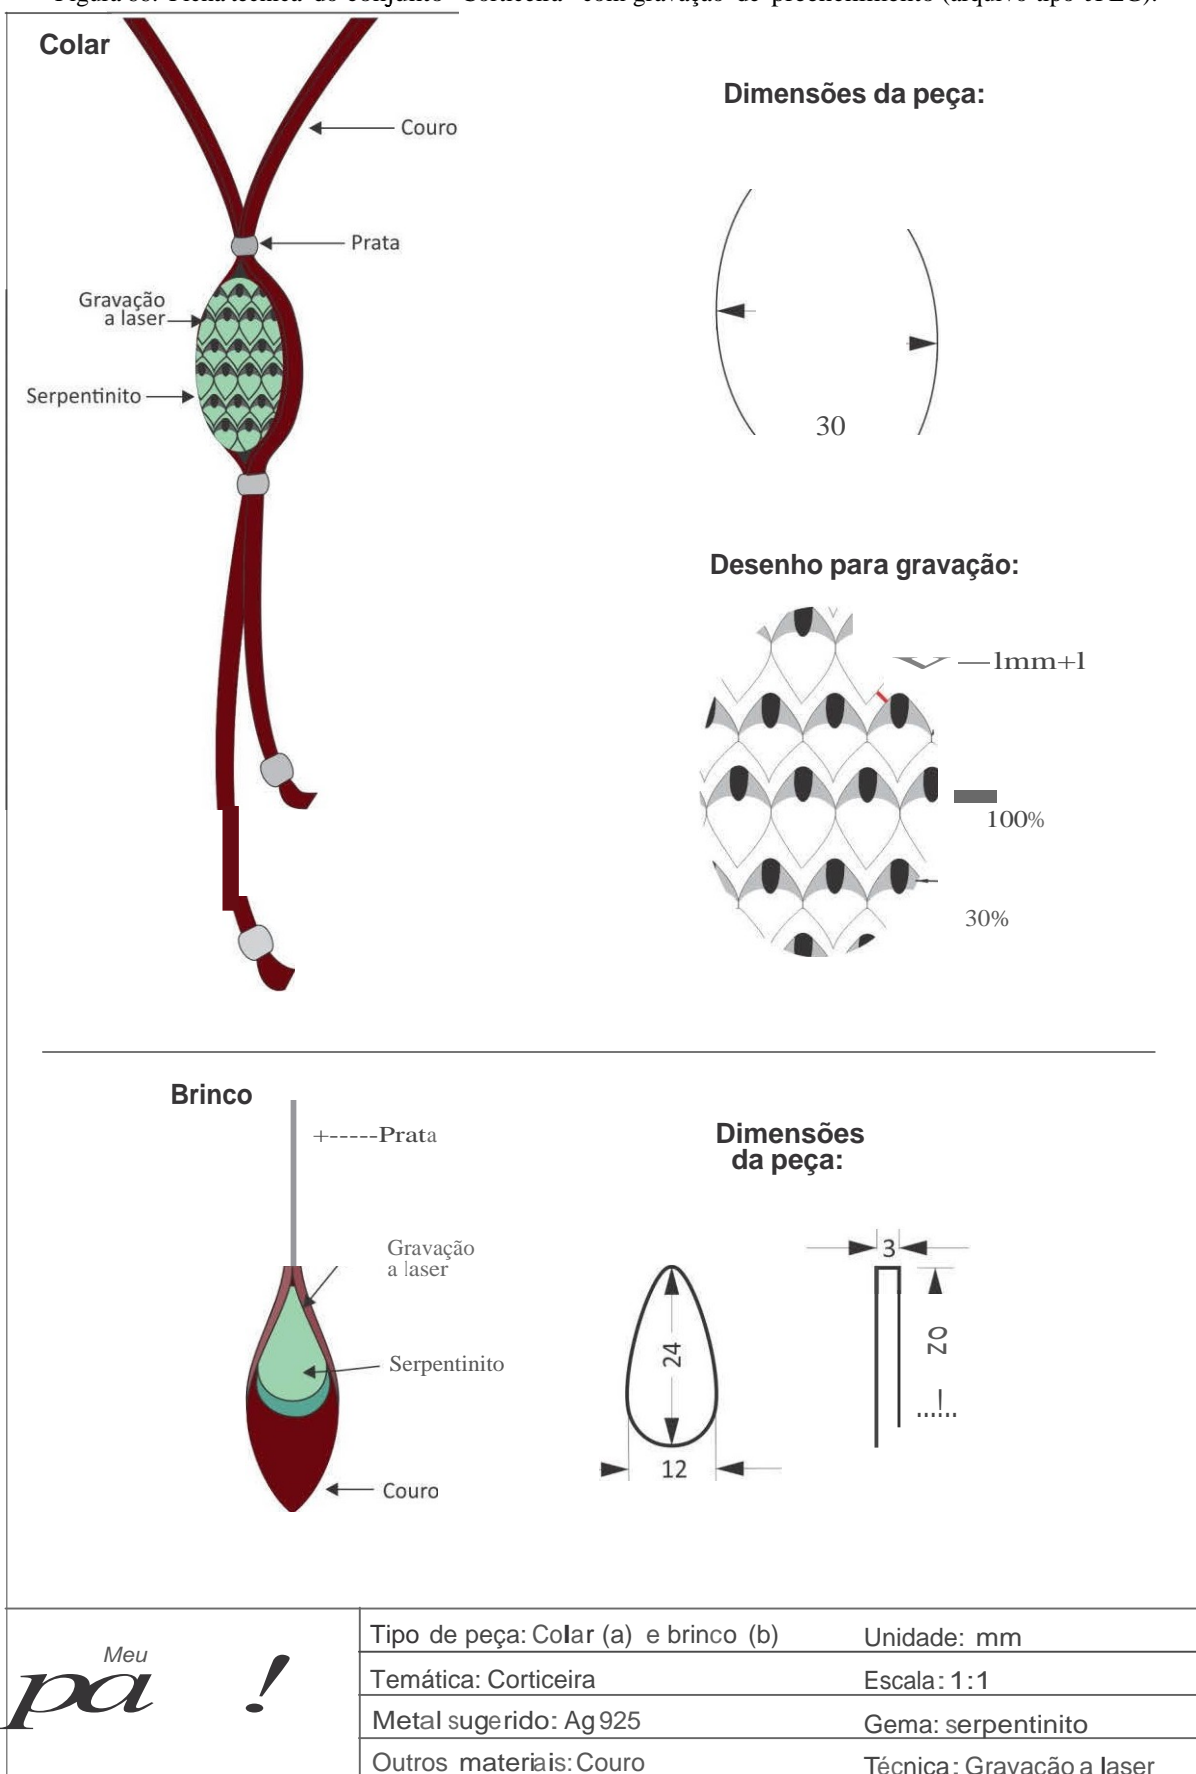 Colar
Dimensões da peça:
Couro
Prata
Gravação
a laser
Serpentinito
30
Desenho para gravação:
1mm+1
100%
30%
Brinco
+-----Prata
Dimensões
da peça:
Gravação
a laser
3
24
ZO
Serpentinito
12
Couro
Meu
pa !
Tipo de peça: Colar (a) e brinco (b) Unidade: mm
Temática: Corticeira Escala: 1:1
Metal sugerido: Ag 925 Gema: serpentinito
Outros materiais: Couro Técnica: Gravação a laser